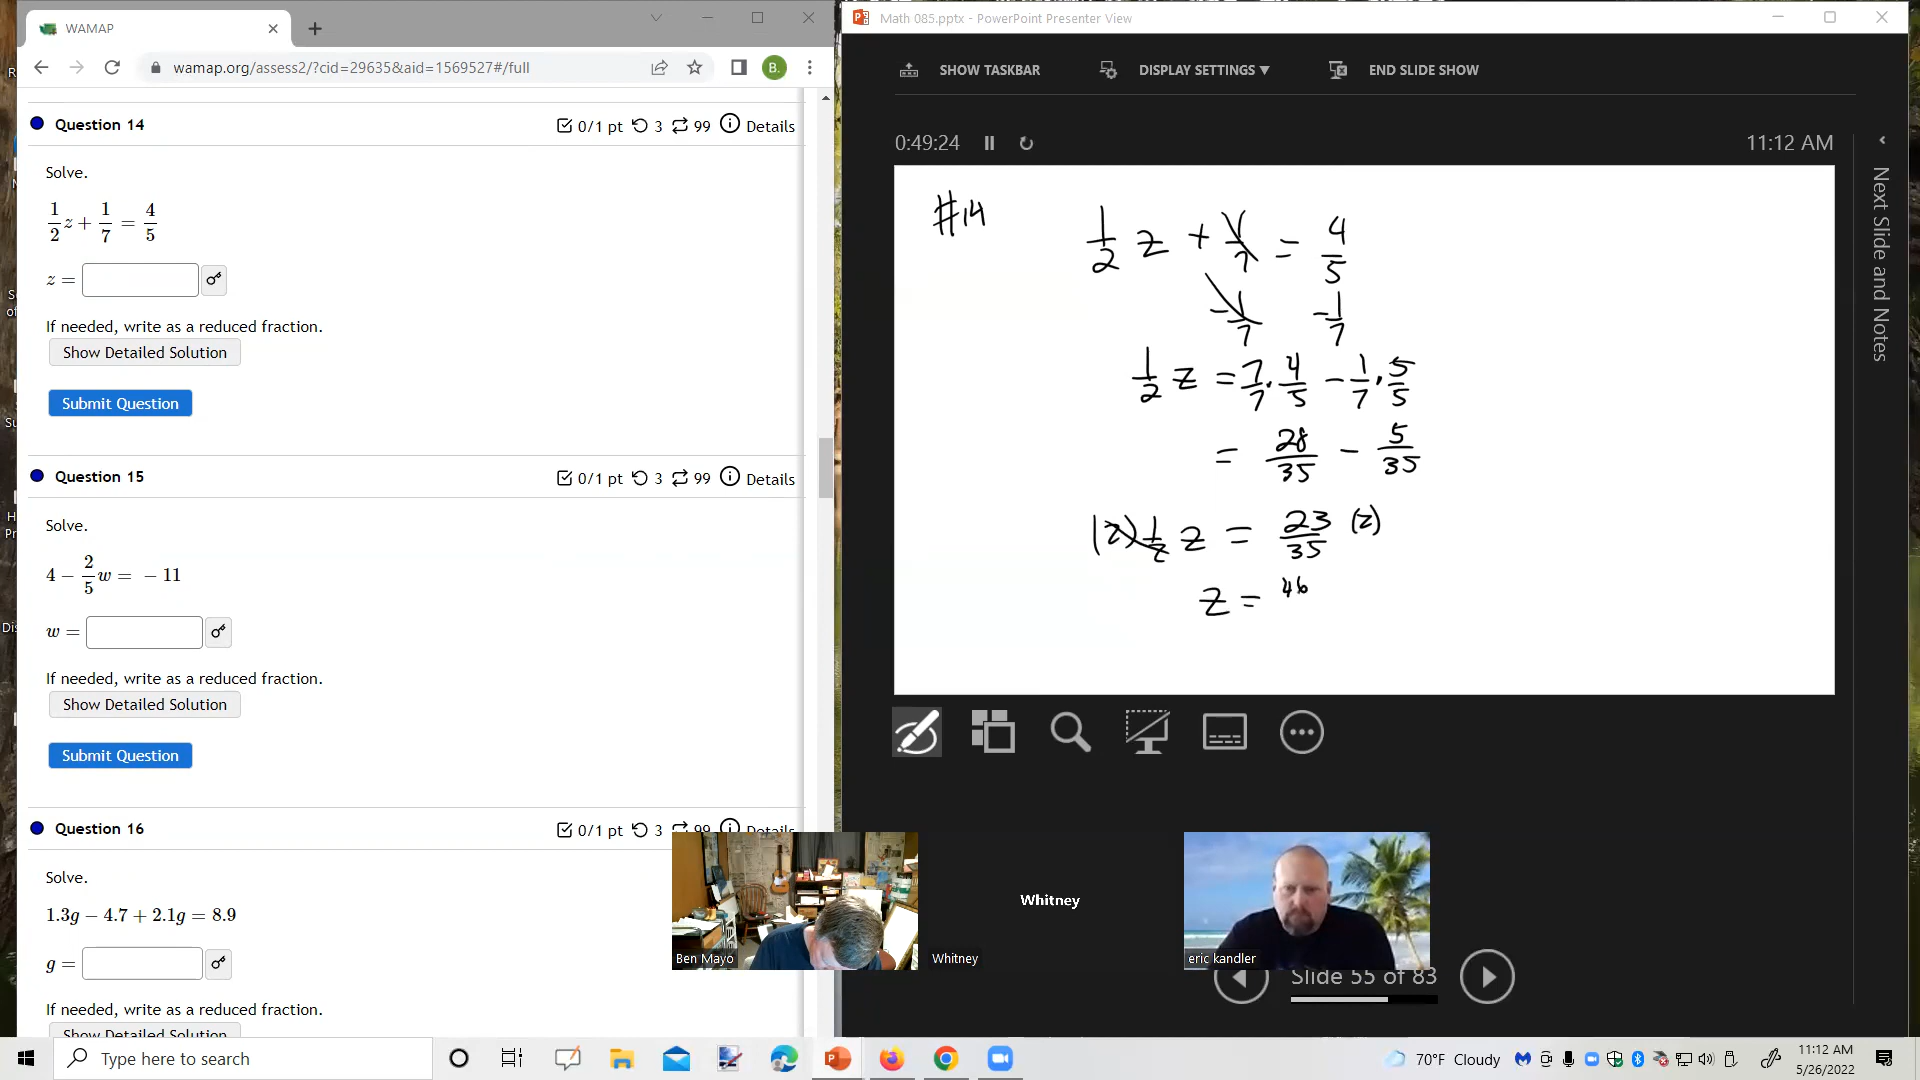 WAMAP
wamap.org/assess2/?cid=29635&aid=1569527#/full
B.
Question 14
0/1 pt 3 99 Details
Solve.
1/2 z + 1/7 = 4/5
z =
If needed, write as a reduced fraction.
Show Detailed Solution
Submit Question
Question 15
0/1 pt 3 99 Details
Solve.
4 − 2/5 w = − 11
w =
If needed, write as a reduced fraction.
Show Detailed Solution
Submit Question
Question 16
0/1 pt 3 99 Details
Solve.
1.3g − 4.7 + 2.1g = 8.9
g =
If needed, write as a reduced fraction.
Show Detailed Solution
Math 085.pptx - PowerPoint Presenter View
SHOW TASKBAR
DISPLAY SETTINGS ▼
END SLIDE SHOW
0:49:24
11:12 AM
Next Slide and Notes
#14
1/2 z + 1/7 = 4/5
- 1/7 - 1/7
1/2 z = 7/7 · 4/5 - 1/7 · 5/5
= 28/35 - 5/35
(2) 1/2 z = 23/35 (2)
z = 46
Ben Mayo
Whitney
Whitney
eric kandler
Slide 55 of 83
Type here to search
70°F Cloudy
11:12 AM
5/26/2022